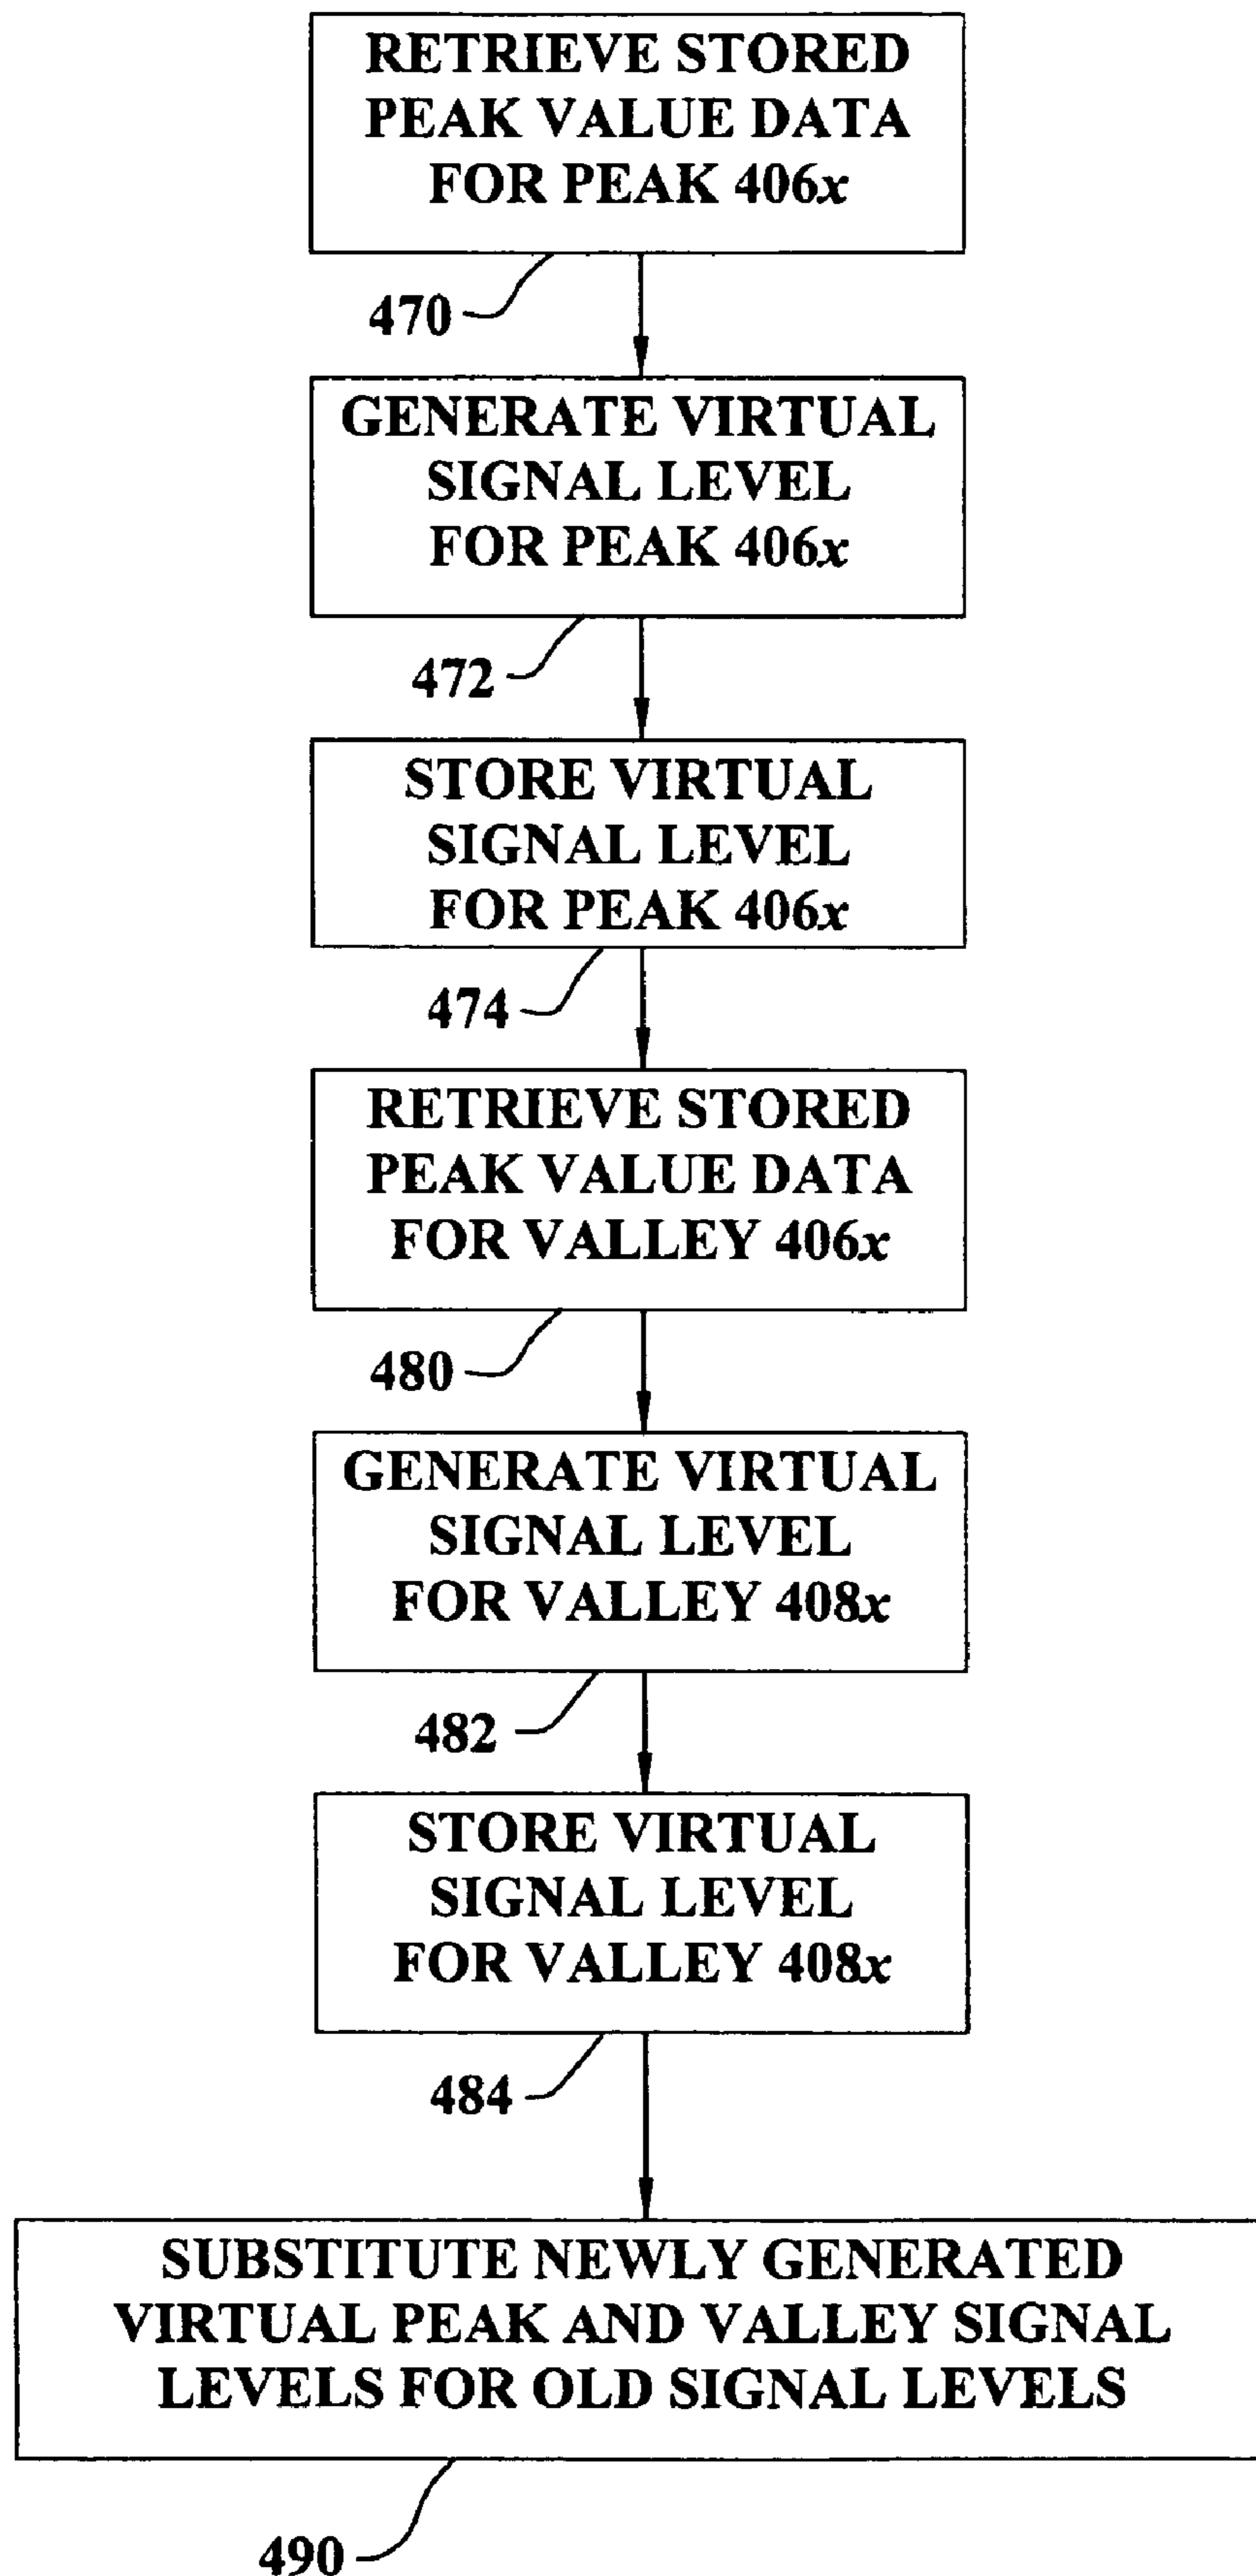 RETRIEVE STORED
PEAK VALUE DATA
FOR PEAK 406x
470
GENERATE VIRTUAL
SIGNAL LEVEL
FOR PEAK 406x
472
STORE VIRTUAL
SIGNAL LEVEL
FOR PEAK 406x
474
RETRIEVE STORED
PEAK VALUE DATA
FOR VALLEY 406x
480
GENERATE VIRTUAL
SIGNAL LEVEL
FOR VALLEY 408x
482
STORE VIRTUAL
SIGNAL LEVEL
FOR VALLEY 408x
484
SUBSTITUTE NEWLY GENERATED
VIRTUAL PEAK AND VALLEY SIGNAL
LEVELS FOR OLD SIGNAL LEVELS
490